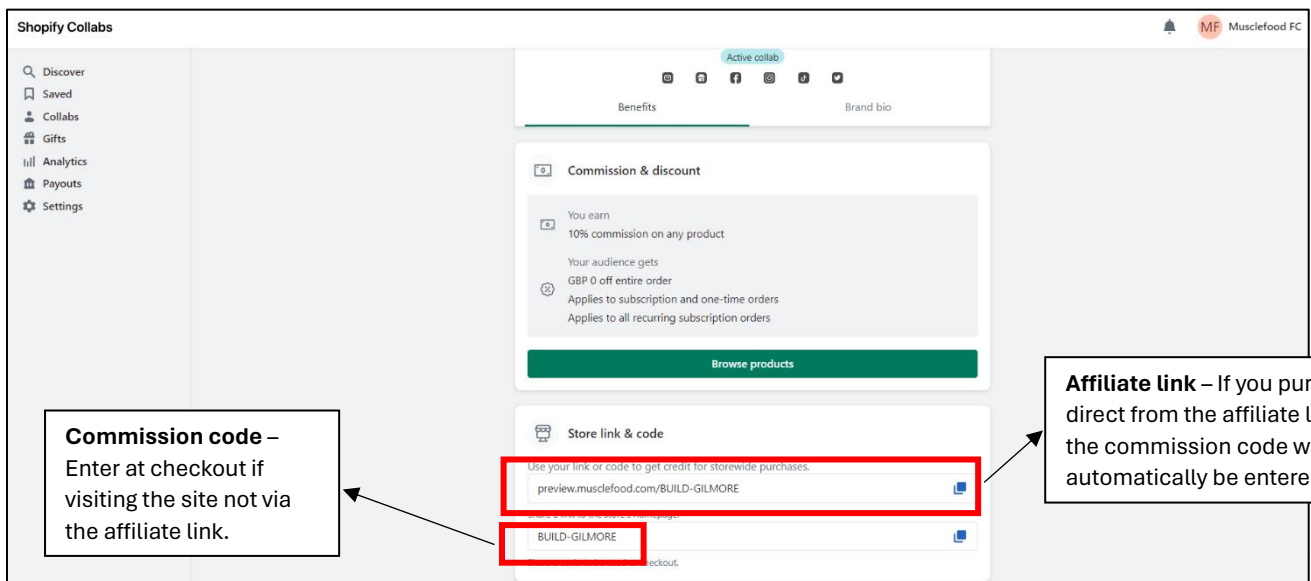 Shopify Collabs
MF Musclefood FC
Discover
Saved
Collabs
Gifts
Analytics
Payouts
Settings
Active collab
Benefits
Brand bio
Commission & discount
You earn
10% commission on any product
Your audience gets
GBP 0 off entire order
Applies to subscription and one-time orders
Applies to all recurring subscription orders
Browse products
Store link & code
Use your link or code to get credit for storewide purchases.
preview.musclefood.com/BUILD-GILMORE
BUILD-GILMORE
Commission code –
Enter at checkout if
visiting the site not via
the affiliate link.
Affiliate link – If you pur
direct from the affiliate l
the commission code w
automatically be entere